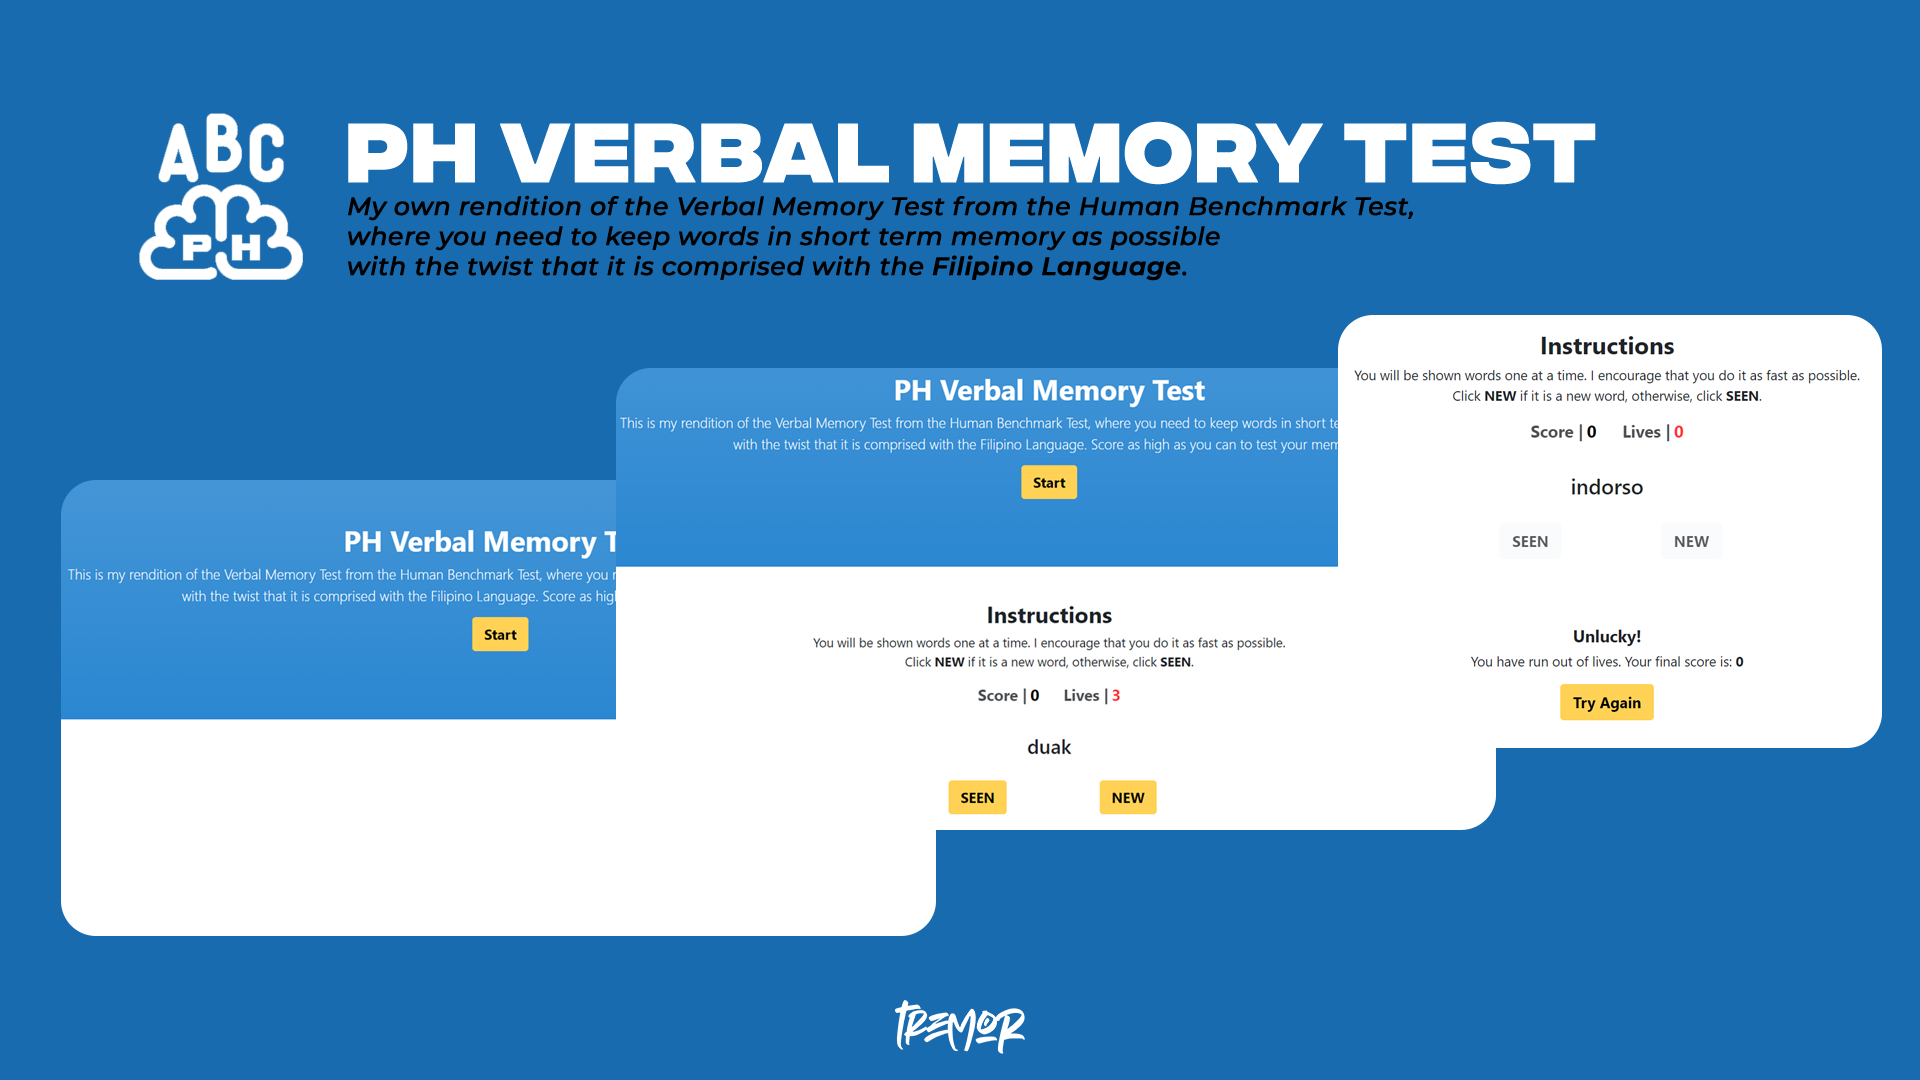 ABC
PH
PH VERBAL MEMORY TEST
My own rendition of the Verbal Memory Test from the Human Benchmark Test,
where you need to keep words in short term memory as possible
with the twist that it is comprised with the Filipino Language.
PH Verbal Memory T
This is my rendition of the Verbal Memory Test from the Human Benchmark Test, where you
with the twist that it is comprised with the Filipino Language. Score as
Start
PH Verbal Memory Test
This is my rendition of the Verbal Memory Test from the Human Benchmark Test, where you need to keep words in short
with the twist that it is comprised with the Filipino Language. Score as high as you can to test your
Start
Instructions
You will be shown words one at a time. I encourage that you do it as fast as possible.
Click NEW if it is a new word, otherwise, click SEEN.
Score | 0 Lives | 3
duak
SEEN NEW
Instructions
You will be shown words one at a time. I encourage that you do it as fast as possible.
Click NEW if it is a new word, otherwise, click SEEN.
Score | 0 Lives | 0
indorso
SEEN NEW
Unlucky!
You have run out of lives. Your final score is: 0
Try Again
TREMOR